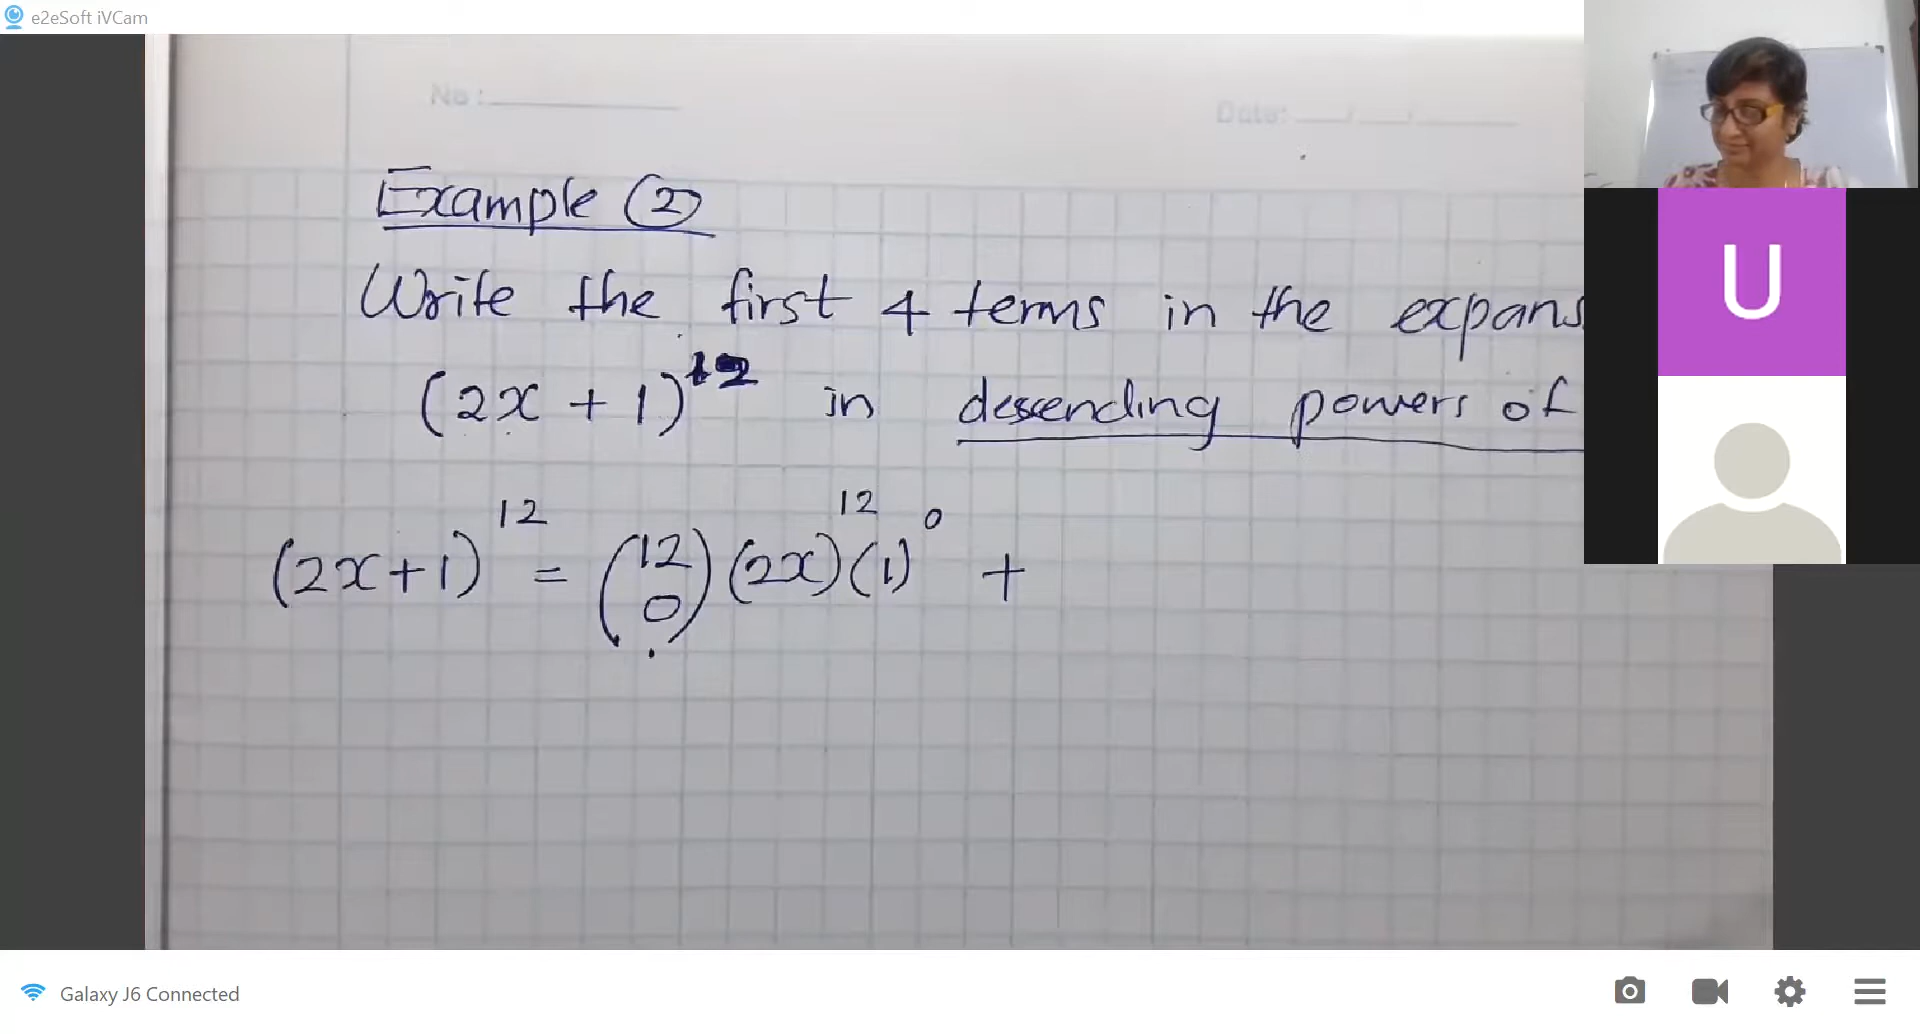 e2eSoft iVCam
No :
Date:
Example (2)
Write the first 4 terms in the expans
(2x + 1)¹² in descending powers of
(2x+1)¹² = (12 0) (2x)¹² (1)⁰ +
U
Galaxy J6 Connected